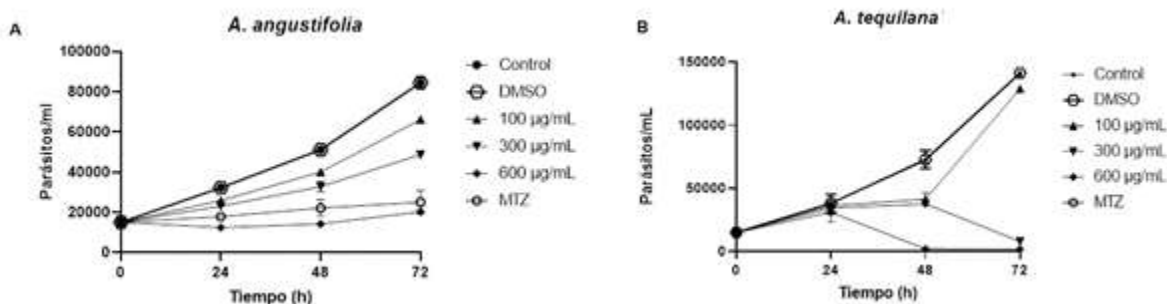 A
A. angustifolia
Parásitos/ml
100000
80000
60000
40000
20000
0
0
24
48
72
Tiempo (h)
Control
DMSO
100 µg/mL
300 µg/mL
600 µg/mL
MTZ
B
A. tequilana
Parásitos/mL
150000
100000
50000
0
0
24
48
72
Tiempo (h)
Control
DMSO
100 µg/mL
300 µg/mL
600 µg/mL
MTZ